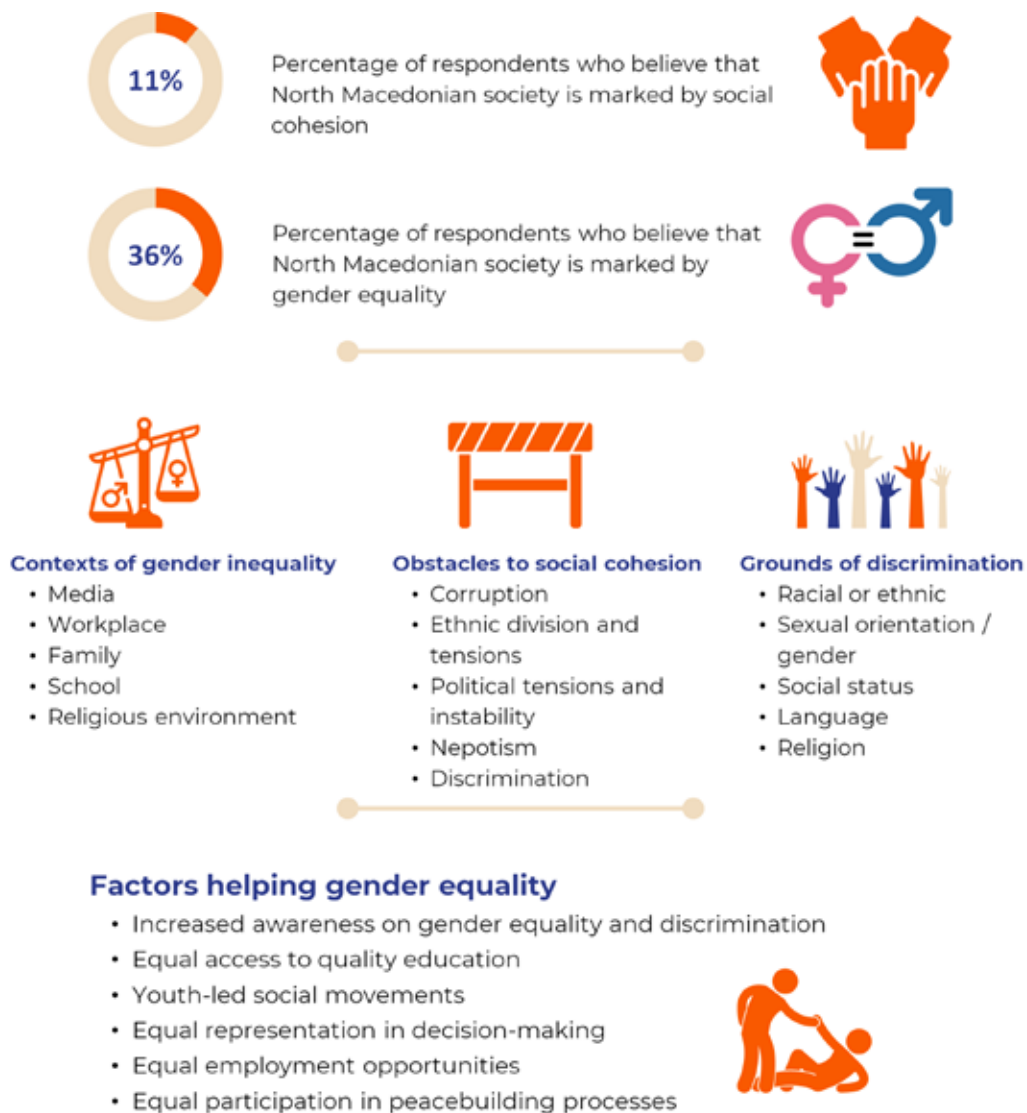 11%
Percentage of respondents who believe that
North Macedonian society is marked by social
cohesion
36%
Percentage of respondents who believe that
North Macedonian society is marked by
gender equality
=
Contexts of gender inequality
• Media
• Workplace
• Family
• School
• Religious environment
Obstacles to social cohesion
• Corruption
• Ethnic division and
tensions
• Political tensions and
instability
• Nepotism
• Discrimination
Grounds of discrimination
• Racial or ethnic
• Sexual orientation /
gender
• Social status
• Language
• Religion
Factors helping gender equality
• Increased awareness on gender equality and discrimination
• Equal access to quality education
• Youth-led social movements
• Equal representation in decision-making
• Equal employment opportunities
• Equal participation in peacebuilding processes